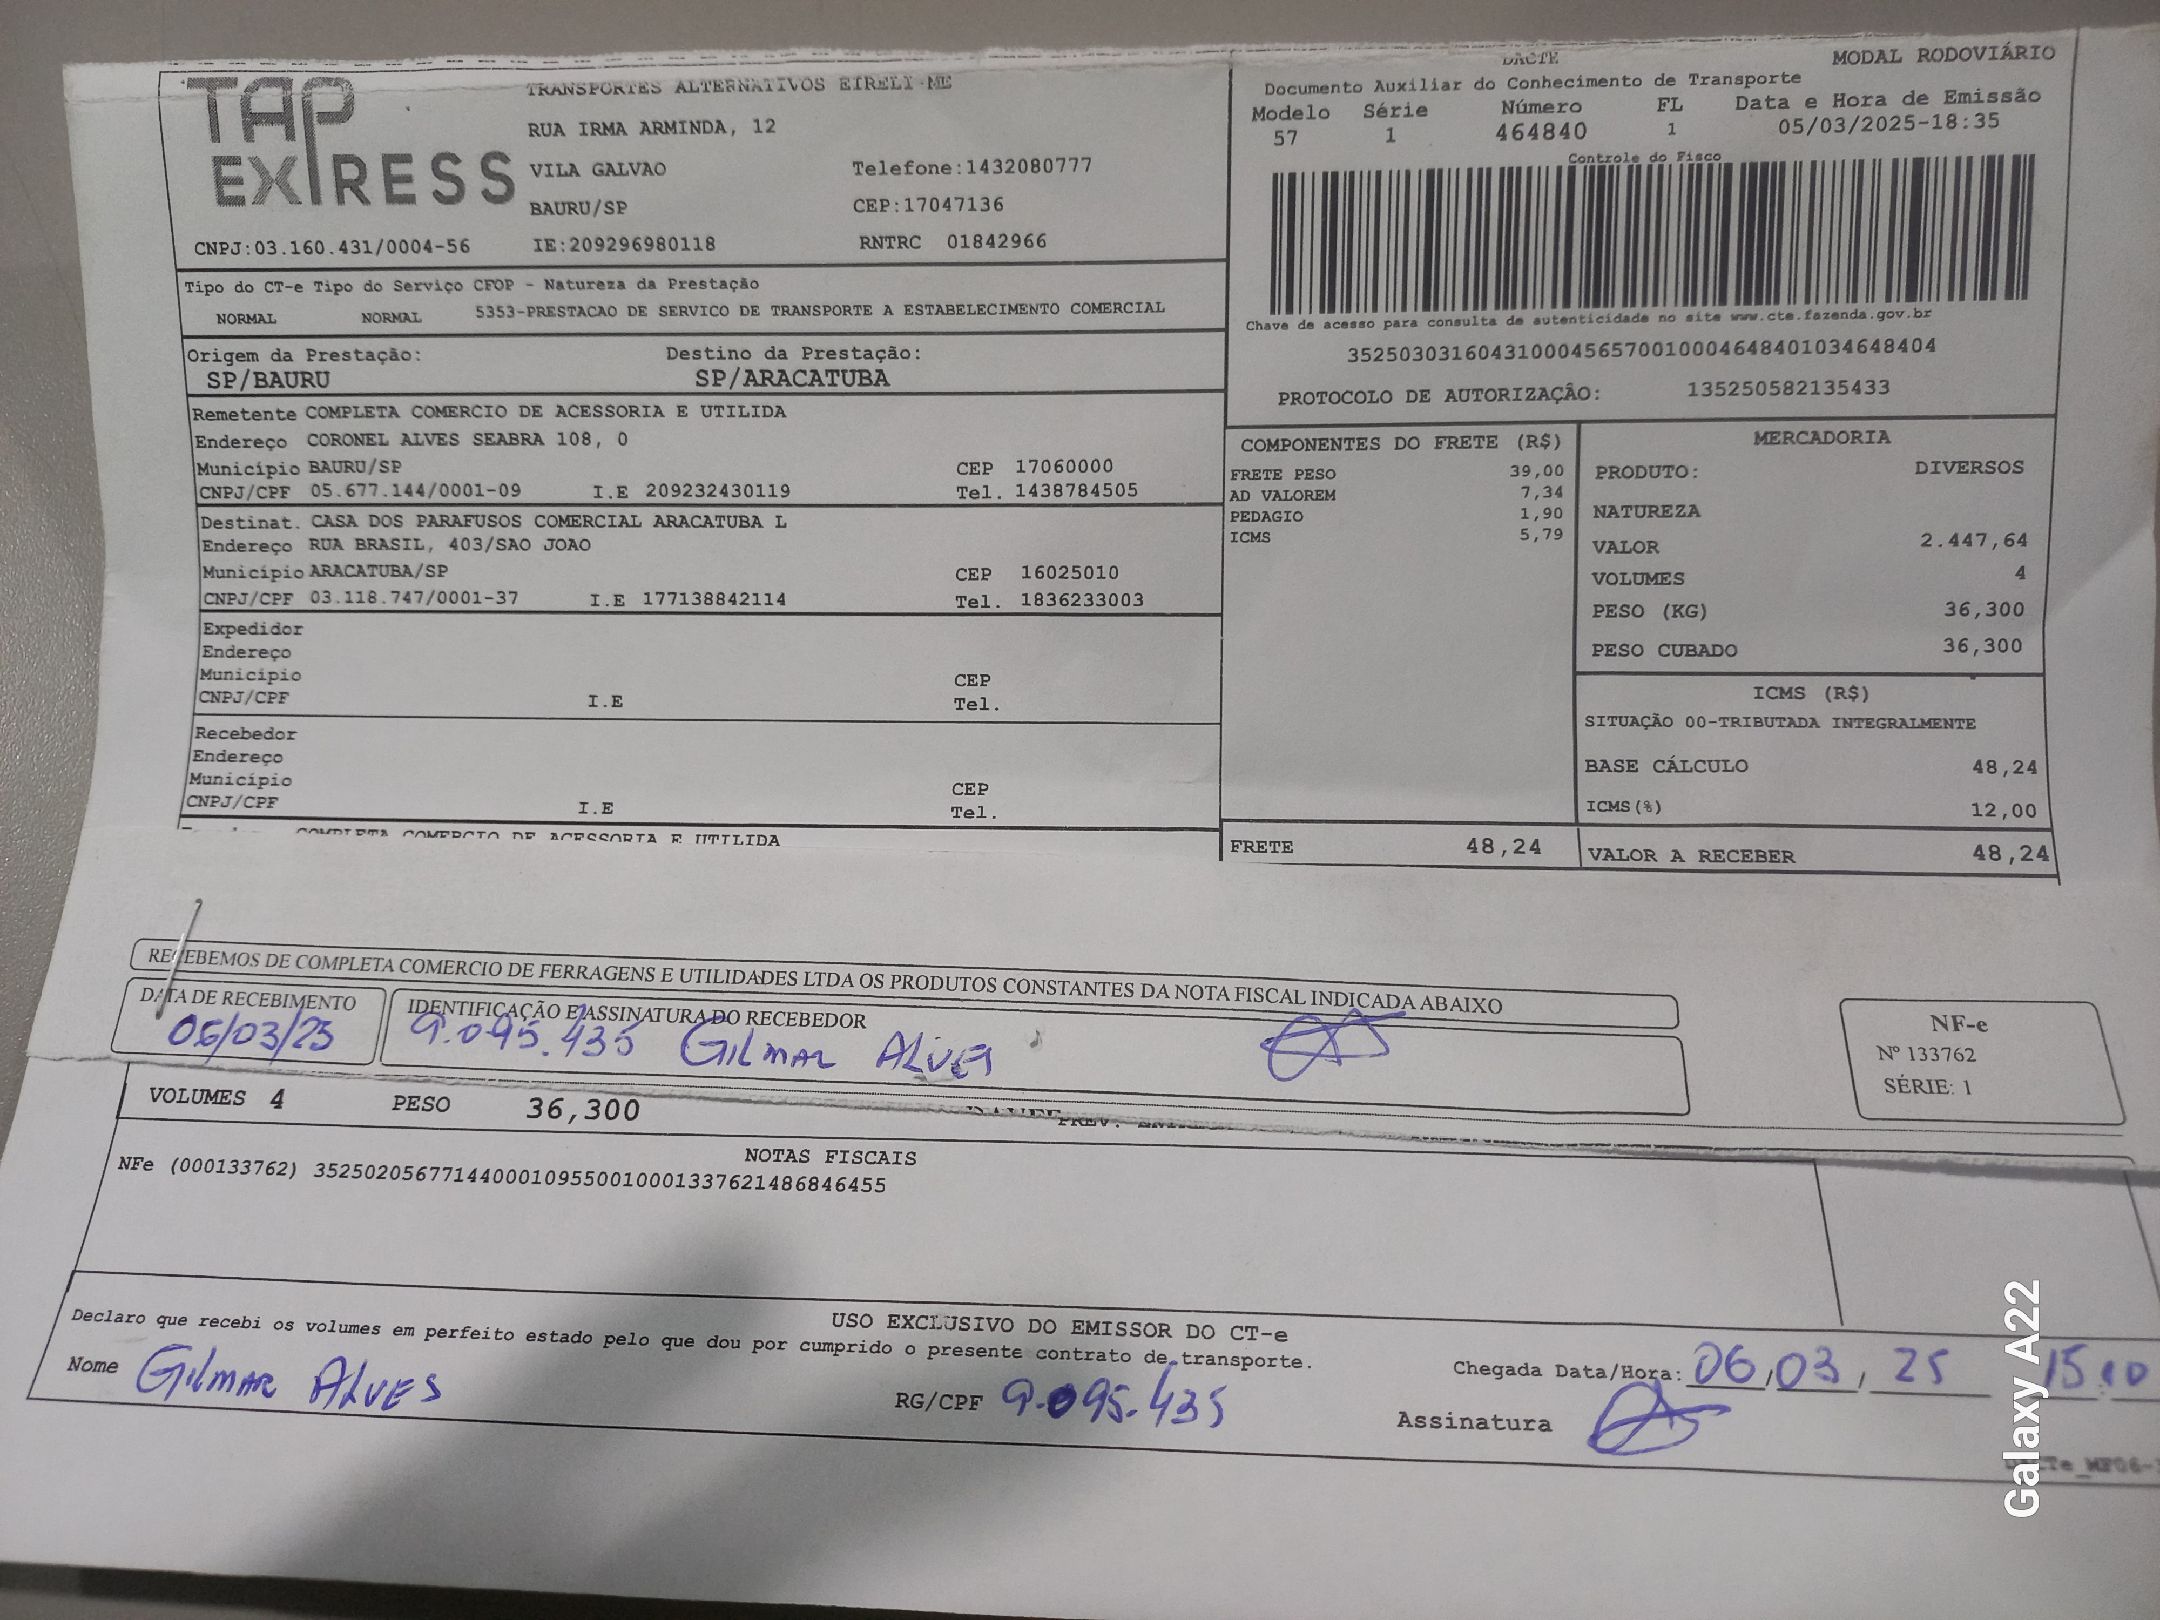 TAP
EXPRESS
TRANSPORTES ALTERNATIVOS EIRELI-ME
RUA IRMA ARMINDA, 12
VILA GALVAO Telefone:1432080777
BAURU/SP CEP:17047136
CNPJ:03.160.431/0004-56 IE:209296980118 RNTRC 01842966
DACTE MODAL RODOVIÁRIO
Documento Auxiliar do Conhecimento de Transporte
Modelo Série Número FL Data e Hora de Emissão
57 1 464840 1 05/03/2025-18:35
Controle do Fisco
Chave de acesso para consulta de autenticidade no site www.cte.fazenda.gov.br
35250303160431000456570010004648401034648404
PROTOCOLO DE AUTORIZAÇÃO: 135250582135433
Tipo do CT-e Tipo do Serviço CFOP - Natureza da Prestação
NORMAL NORMAL 5353-PRESTACAO DE SERVICO DE TRANSPORTE A ESTABELECIMENTO COMERCIAL
Origem da Prestação: Destino da Prestação:
SP/BAURU SP/ARACATUBA
Remetente COMPLETA COMERCIO DE ACESSORIA E UTILIDA
Endereço CORONEL ALVES SEABRA 108, 0
Município BAURU/SP CEP 17060000
CNPJ/CPF 05.677.144/0001-09 I.E 209232430119 Tel. 1438784505
Destinat. CASA DOS PARAFUSOS COMERCIAL ARACATUBA L
Endereço RUA BRASIL, 403/SAO JOAO
Município ARACATUBA/SP CEP 16025010
CNPJ/CPF 03.118.747/0001-37 I.E 177138842114 Tel. 1836233003
Expedidor
Endereço
Município CEP
CNPJ/CPF I.E Tel.
Recebedor
Endereço
Município CEP
CNPJ/CPF I.E Tel.
COMPLETA COMERCIO DE ACESSORIA E UTILIDA
COMPONENTES DO FRETE (R$)
FRETE PESO 39,00
AD VALOREM 7,34
PEDAGIO 1,90
ICMS 5,79
FRETE 48,24
MERCADORIA
PRODUTO: DIVERSOS
NATUREZA
VALOR 2.447,64
VOLUMES 4
PESO (KG) 36,300
PESO CUBADO 36,300
ICMS (R$)
SITUAÇÃO 00-TRIBUTADA INTEGRALMENTE
BASE CÁLCULO 48,24
ICMS(%) 12,00
VALOR A RECEBER 48,24
RECEBEMOS DE COMPLETA COMERCIO DE FERRAGENS E UTILIDADES LTDA OS PRODUTOS CONSTANTES DA NOTA FISCAL INDICADA ABAIXO
DATA DE RECEBIMENTO IDENTIFICAÇÃO E ASSINATURA DO RECEBEDOR
06/03/25 9.095.435 GILMAR ALVES
NF-e
Nº 133762
SÉRIE: 1
VOLUMES 4 PESO 36,300 PREV.
NOTAS FISCAIS
NFe (000133762) 35250205677144000109550010001337621486846455
USO EXCLUSIVO DO EMISSOR DO CT-e
Declaro que recebi os volumes em perfeito estado pelo que dou por cumprido o presente contrato de transporte.
Nome GILMAR ALVES RG/CPF 9.095.435
Chegada Data/Hora: 06/03/25 15:10
Assinatura
Galaxy A22